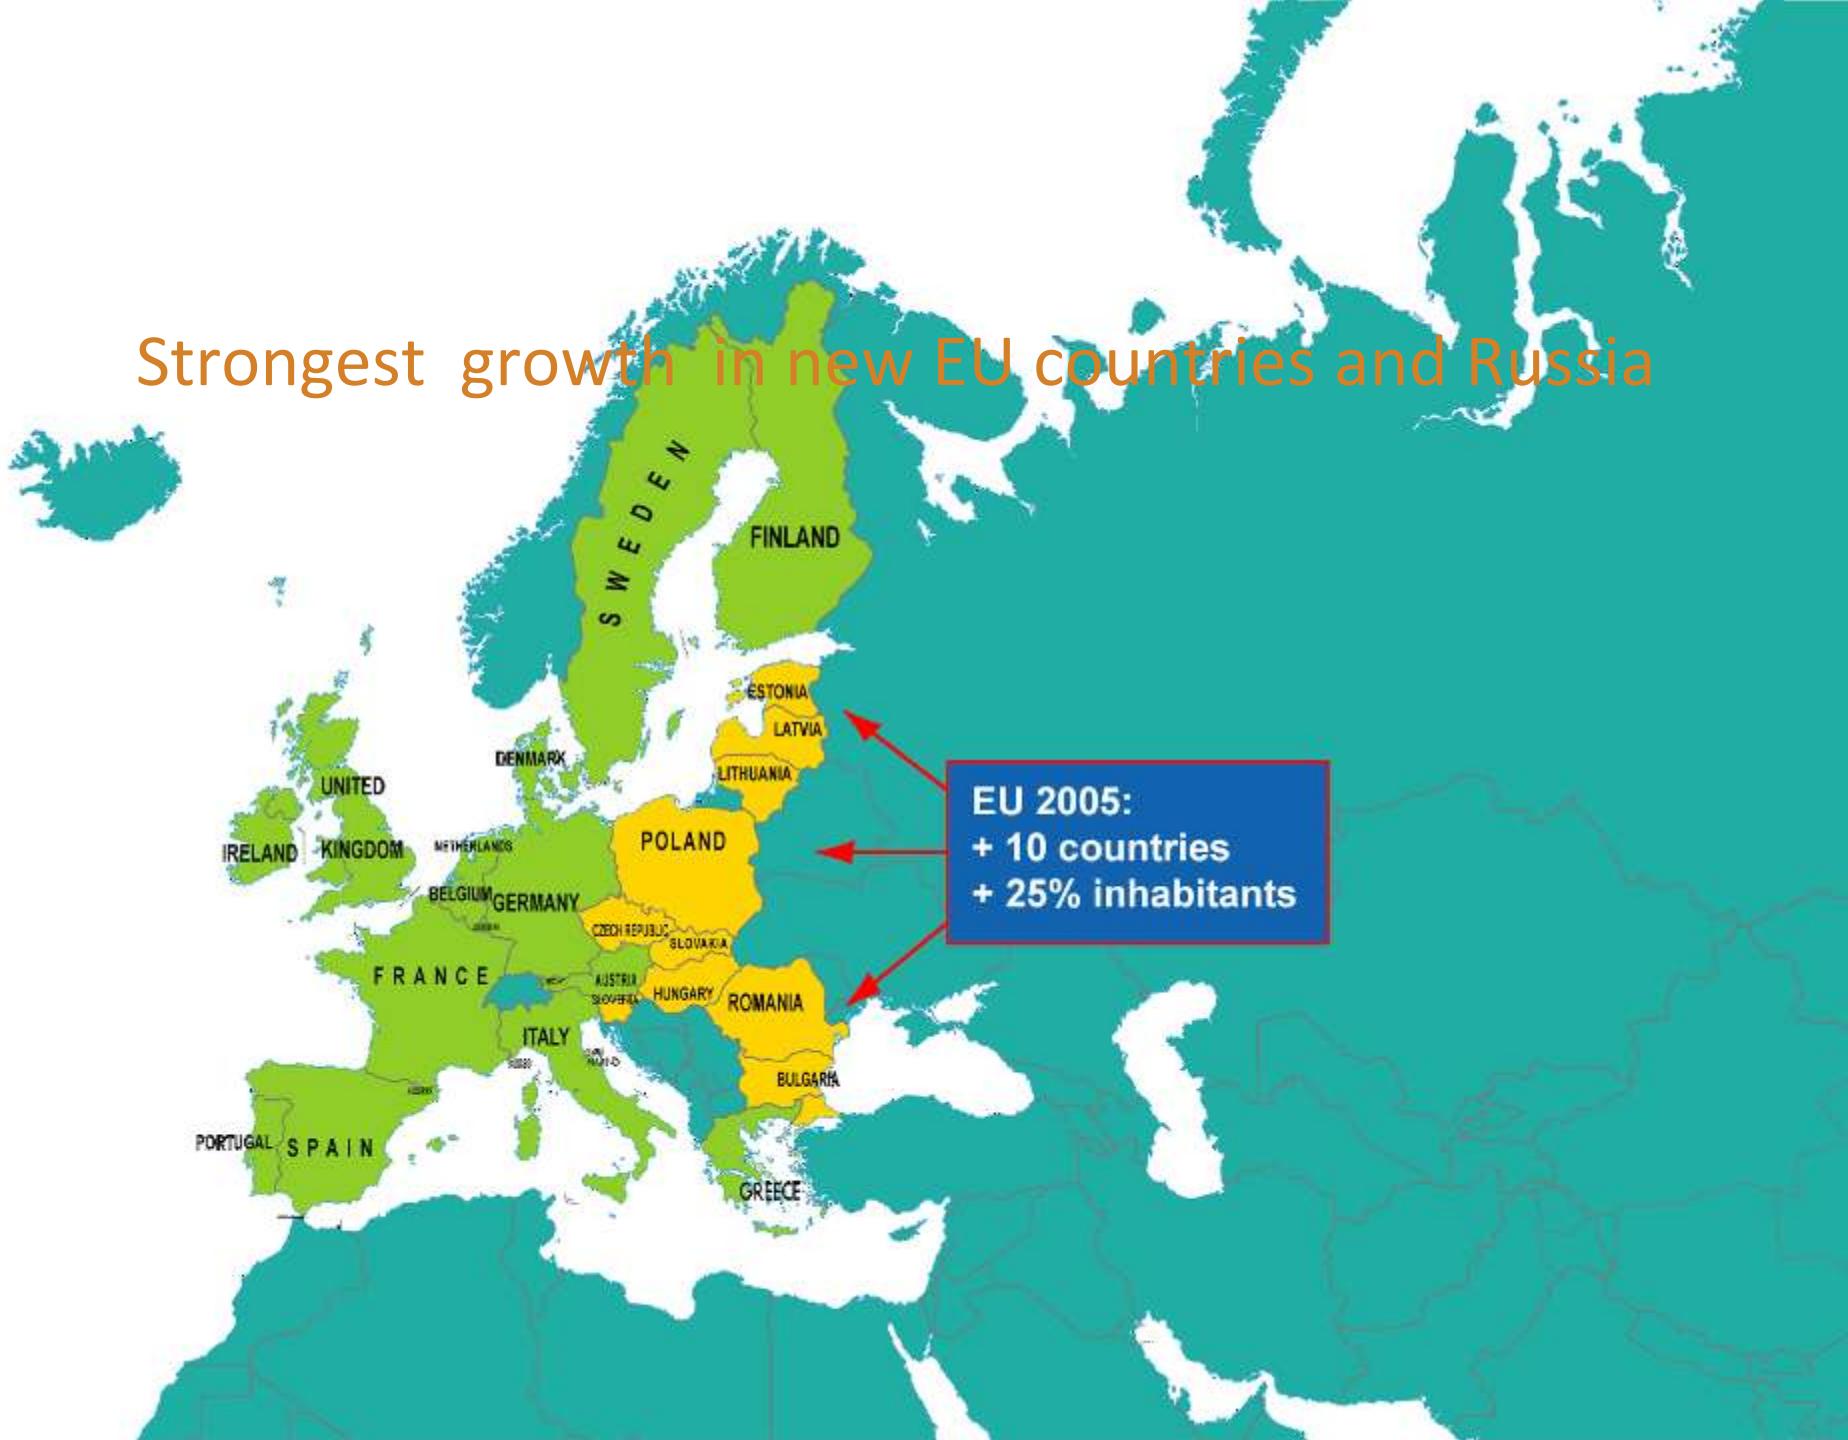 Strongest growth in new EU countries and Russia
SWEDEN
FINLAND
ESTONIA
LATVIA
DENMARK
LITHUANIA
UNITED
KINGDOM
EU 2005:
+ 10 countries
+ 25% inhabitants
IRELAND
NETHERLANDS
POLAND
BELGIUM
GERMANY
CZECH REPUBLIC
SLOVAKIA
FRANCE
AUSTRIA
SLOVENIA
HUNGARY
ROMANIA
ITALY
BULGARIA
PORTUGAL
SPAIN
GREECE